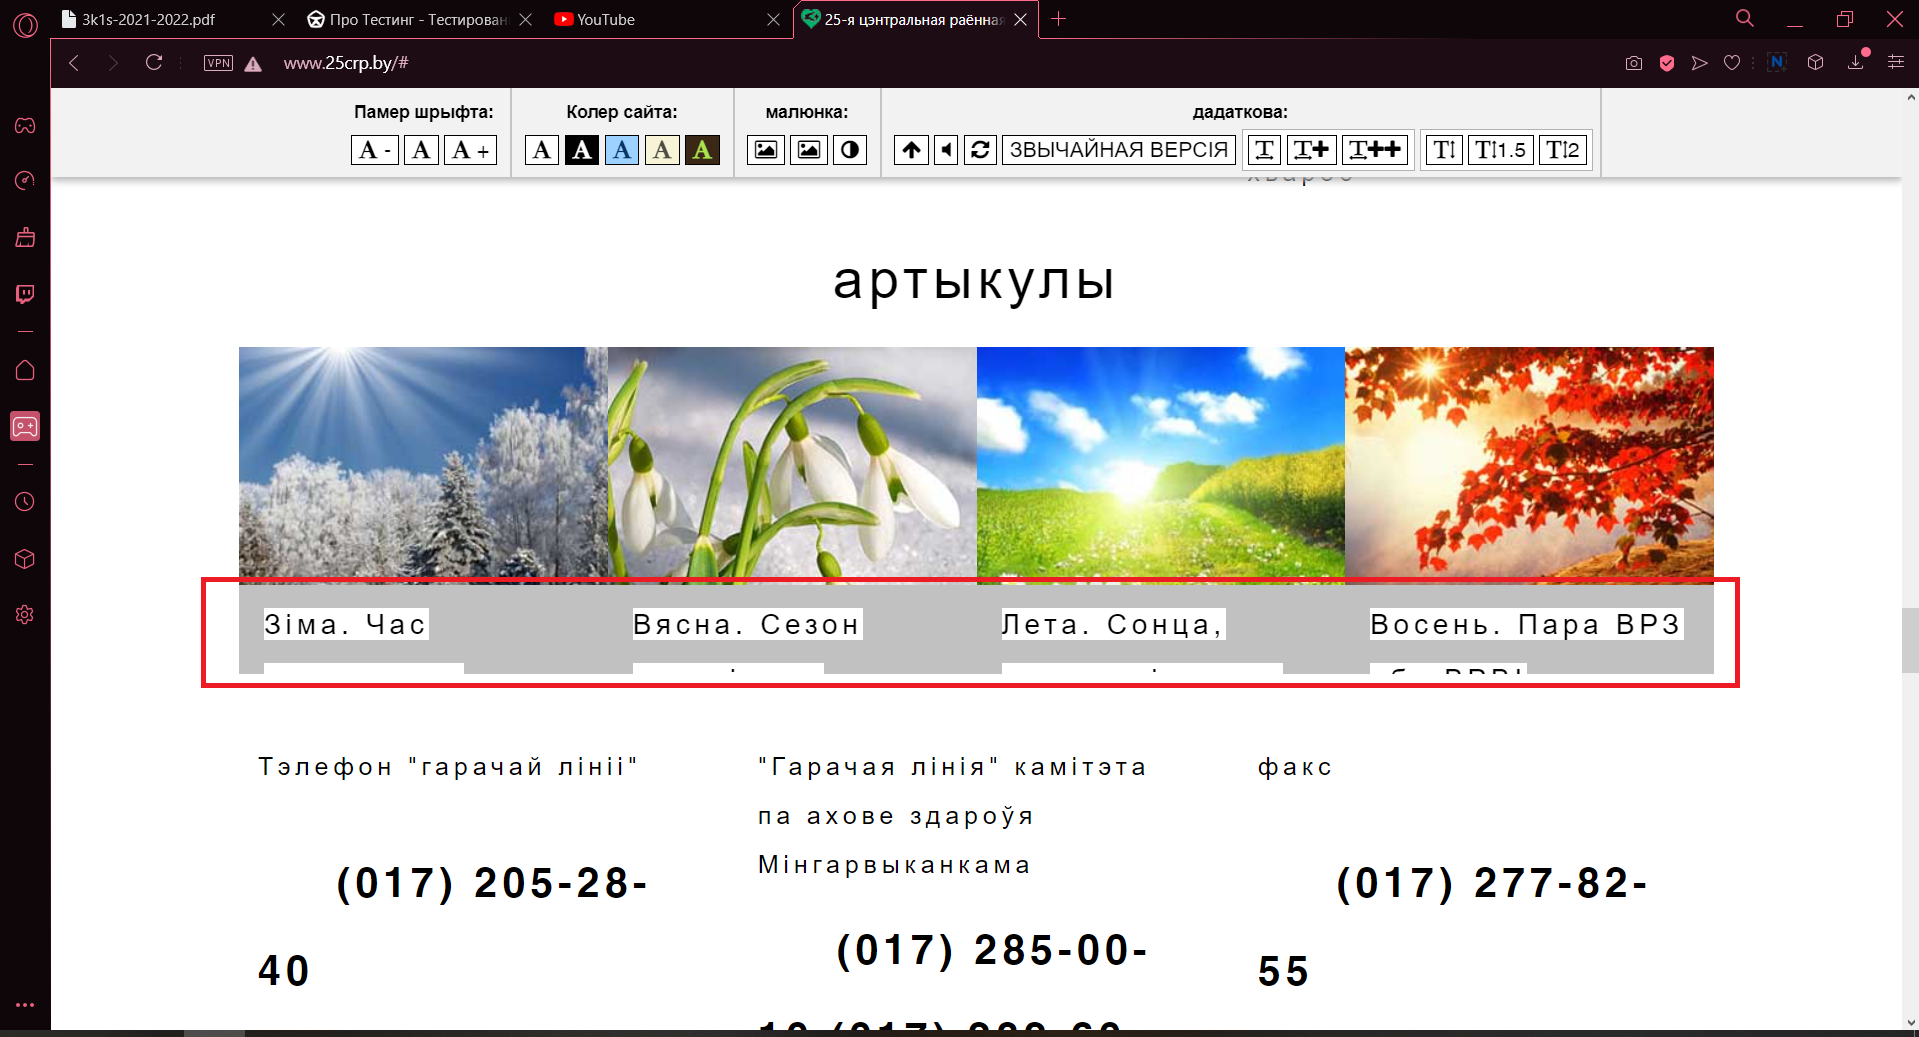 3k1s-2021-2022.pdf
Про Тестинг - Тестирован
YouTube
25-я цэнтральная раённая
VPN
www.25crp.by/#
N
Памер шрыфта:
Колер сайта:
малюнка:
дадаткова:
A -
A
A +
A
A
A
A
A
ЗВЫЧАЙНАЯ ВЕРСІЯ
T
T+
T++
T
T 1.5
T 2
артыкулы
Зіма. Час
Вясна. Сезон
Лета. Сонца,
Восень. Пара ВРЗ
Тэлефон "гарачай лініі"
"Гарачая лінія" камітэта
па ахове здароўя
Мінгарвыканкама
факс
(017) 205-28-
40
(017) 285-00-
(017) 277-82-
55